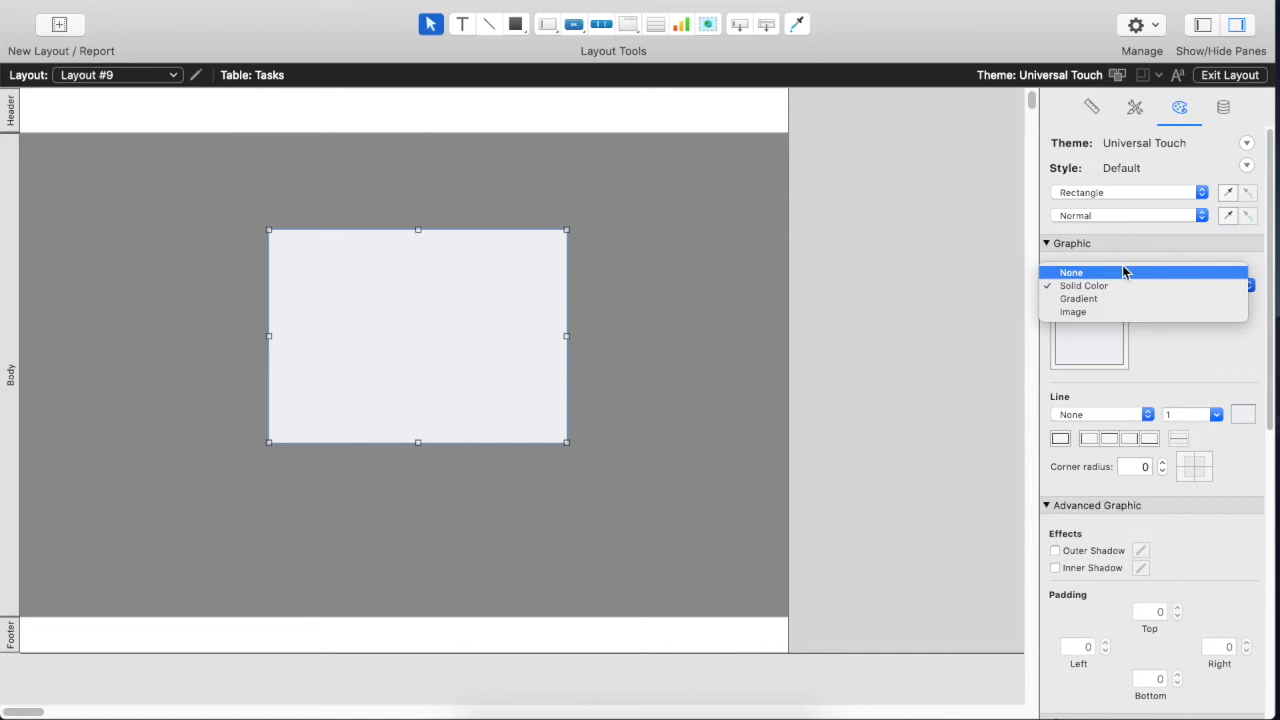 New Layout / Report
Layout Tools
Manage
Show/Hide Panes
Layout:
Layout #9
Table: Tasks
Theme: Universal Touch
Exit Layout
Header
Body
Footer
Theme: Universal Touch
Style: Default
Rectangle
Normal
Graphic
None
Solid Color
Gradient
Image
Line
None
1
Corner radius: 0
Advanced Graphic
Effects
Outer Shadow
Inner Shadow
Padding
0
Top
0
0
Left
Right
0
Bottom